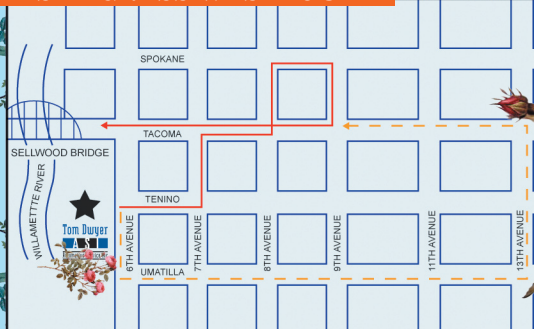 SPOKANE
TACOMA
SELLWOOD BRIDGE
WILLAMETTTE RIVER
TENINO
Tom Dwyer
6TH AVENUE
7TH AVENUE
8TH AVENUE
9TH AVENUE
11TH AVENUE
13TH AVENUE
UMATILLA